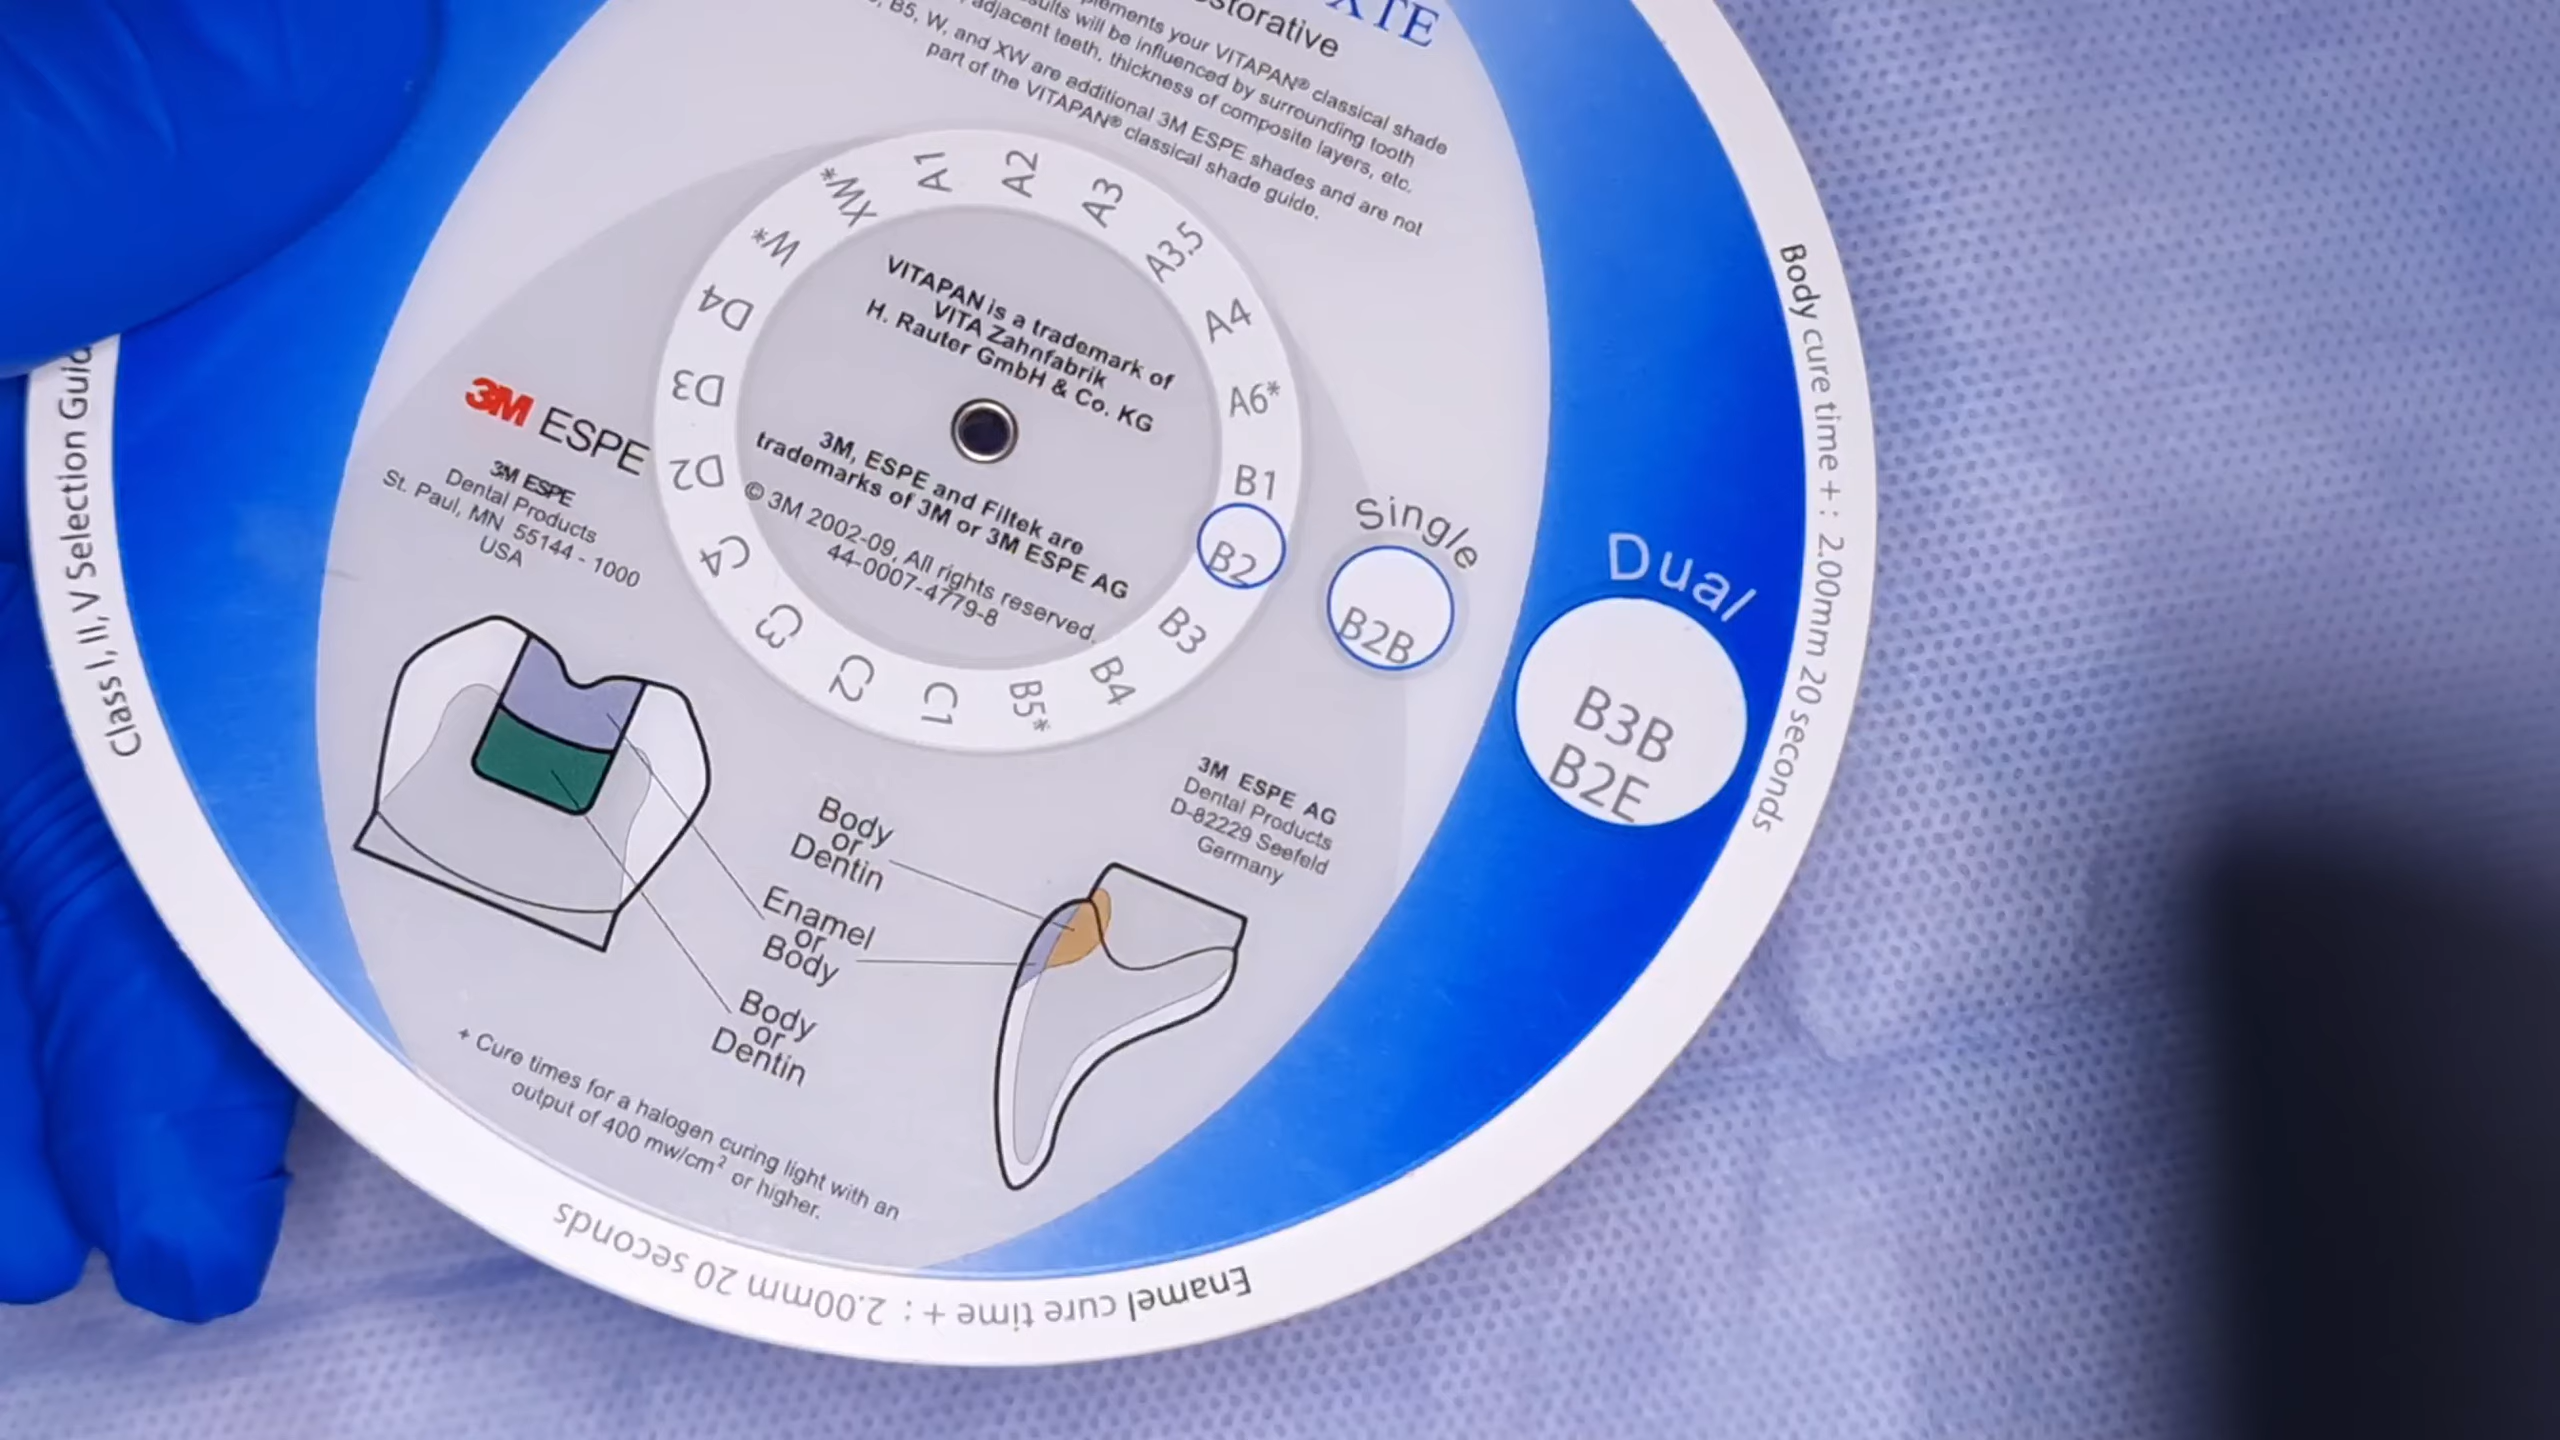 XTE
storative
ements your VITAPAN® classical shade
sults will be influenced by surrounding tooth
adjacent teeth, thickness of composite layers, etc.
B5, W, and XW are additional 3M ESPE shades and are not
part of the VITAPAN® classical shade guide.
XW*
A1
A2
A3
A3.5
A4
A6*
B1
B2
B3
B4
B5*
C1
C2
C3
C4
D2
D3
D4
W*
VITAPAN is a trademark of
VITA Zahnfabrik
H. Rauter GmbH & Co. KG
3M, ESPE and Filtek are
trademarks of 3M or 3M ESPE AG
© 3M 2002-09, All rights reserved.
44-0007-4779-8
3M ESPE
3M ESPE
Dental Products
St. Paul, MN 55144 - 1000
USA
Single
B2B
Dual
B3B
B2E
Body cure time + : 2.00mm 20 seconds
Class I, II, V Selection Guid
3M ESPE AG
Dental Products
D-82229 Seefeld
Germany
Body
or
Dentin
Enamel
or
Body
Body
or
Dentin
+ Cure times for a halogen curing light with an
output of 400 mw/cm² or higher.
Enamel cure time + : 2.00mm 20 seconds